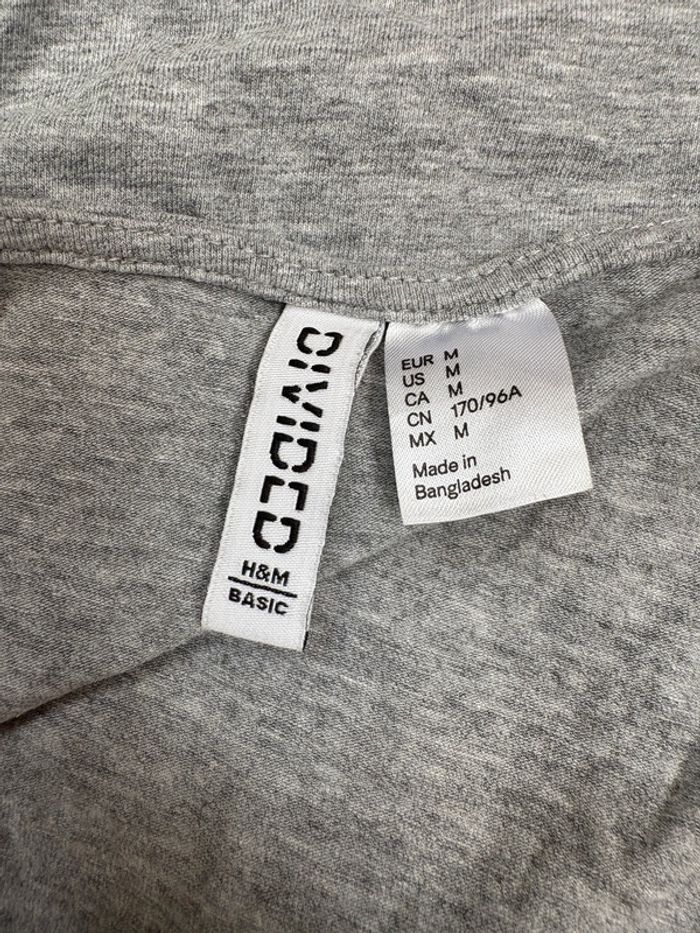 DIVIDED
H&M
BASIC
EUR M
US M
CA M
CN 170/96A
MX M
Made in
Bangladesh